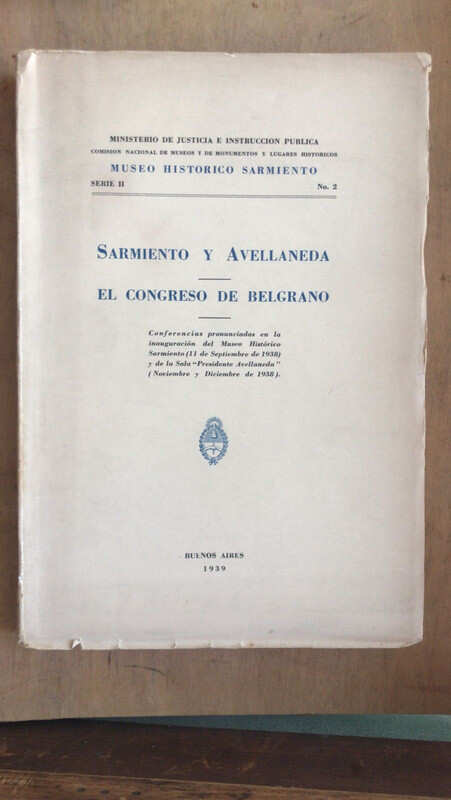 MINISTERIO DE JUSTICIA E INSTRUCCION PUBLICA
COMISION NACIONAL DE MUSEOS Y DE MONUMENTOS Y LUGARES HISTORICOS
MUSEO HISTORICO SARMIENTO
SERIE II No. 2
SARMIENTO Y AVELLANEDA
EL CONGRESO DE BELGRANO
Conferencias pronunciadas en la
inauguración del Museo Histórico
Sarmiento (11 de Septiembre de 1938)
y de la Sala "Presidente Avellaneda"
(Noviembre y Diciembre de 1938).
BUENOS AIRES
1939